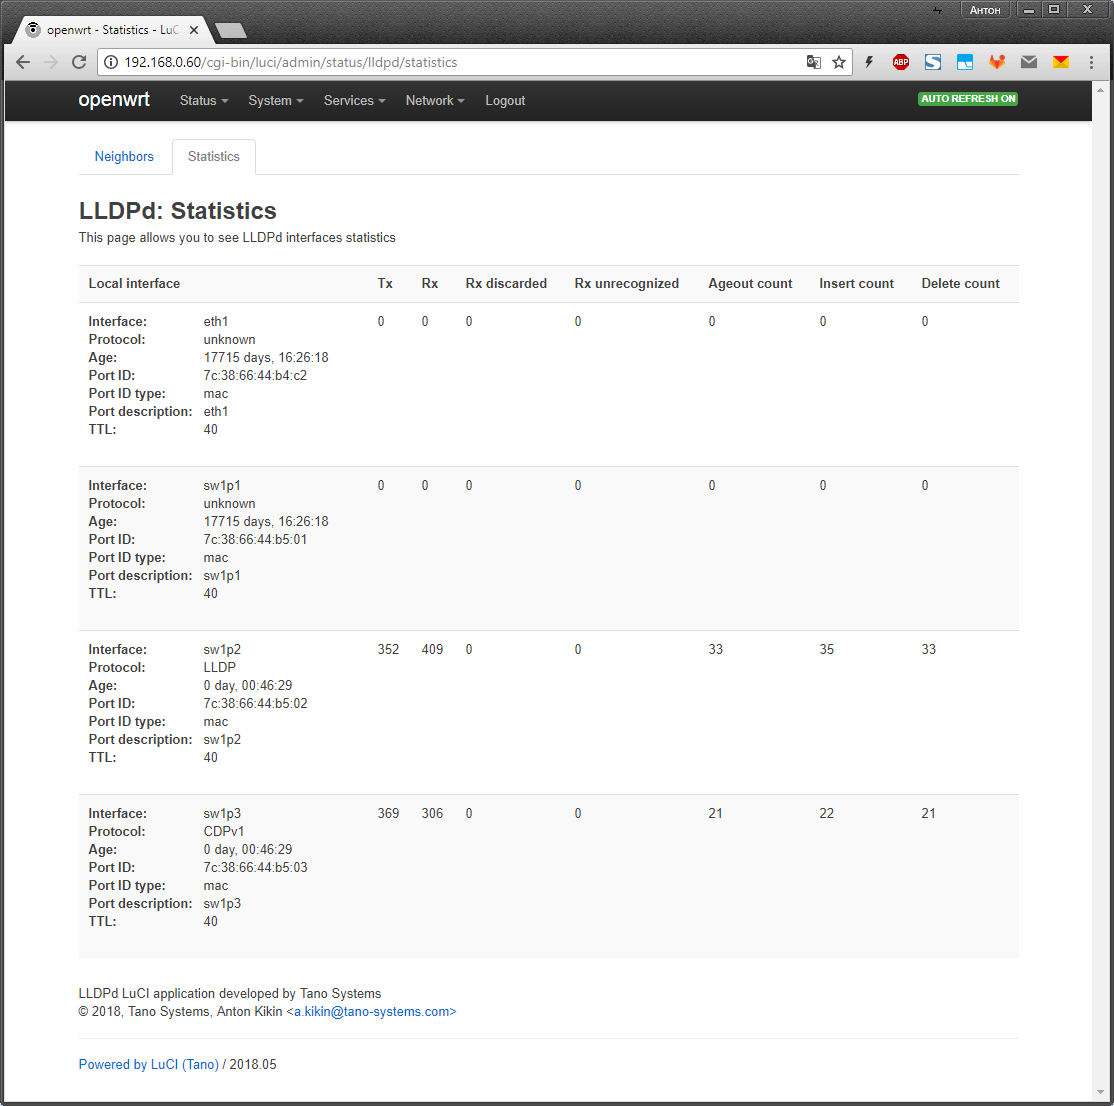 Антон
openwrt - Statistics - LuC
192.168.0.60/cgi-bin/luci/admin/status/lldpd/statistics
ABP
openwrt Status System Services Network Logout AUTO REFRESH ON
Neighbors Statistics
LLDPd: Statistics
This page allows you to see LLDPd interfaces statistics
Local interface Tx Rx Rx discarded Rx unrecognized Ageout count Insert count Delete count
Interface: eth1 0 0 0 0 0 0 0
Protocol: unknown
Age: 17715 days, 16:26:18
Port ID: 7c:38:66:44:b4:c2
Port ID type: mac
Port description: eth1
TTL: 40
Interface: sw1p1 0 0 0 0 0 0 0
Protocol: unknown
Age: 17715 days, 16:26:18
Port ID: 7c:38:66:44:b5:01
Port ID type: mac
Port description: sw1p1
TTL: 40
Interface: sw1p2 352 409 0 0 33 35 33
Protocol: LLDP
Age: 0 day, 00:46:29
Port ID: 7c:38:66:44:b5:02
Port ID type: mac
Port description: sw1p2
TTL: 40
Interface: sw1p3 369 306 0 0 21 22 21
Protocol: CDPv1
Age: 0 day, 00:46:29
Port ID: 7c:38:66:44:b5:03
Port ID type: mac
Port description: sw1p3
TTL: 40
LLDPd LuCI application developed by Tano Systems
© 2018, Tano Systems, Anton Kikin <a.kikin@tano-systems.com>
Powered by LuCI (Tano) / 2018.05